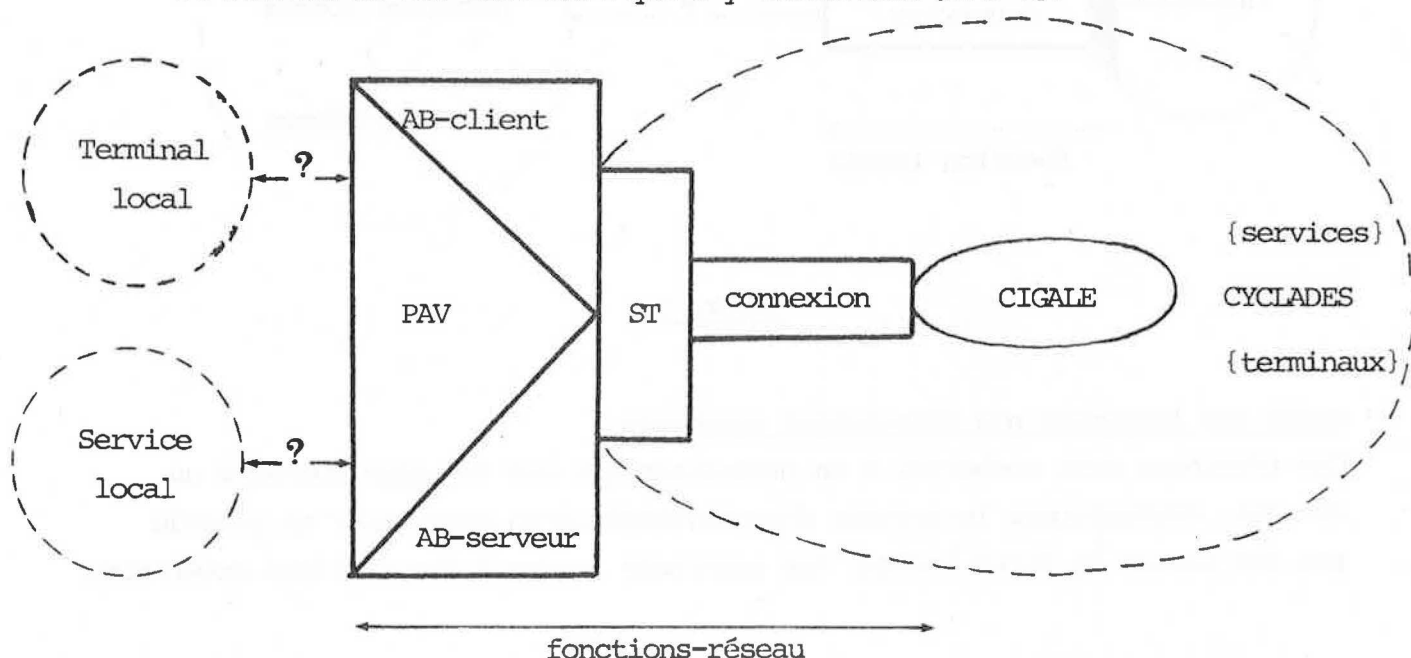 AB-client
Terminal
local
?
PAV
ST
connexion
CIGALE
{services}
CYCLADES
{terminaux}
Service
local
?
AB-serveur
fonctions-réseau